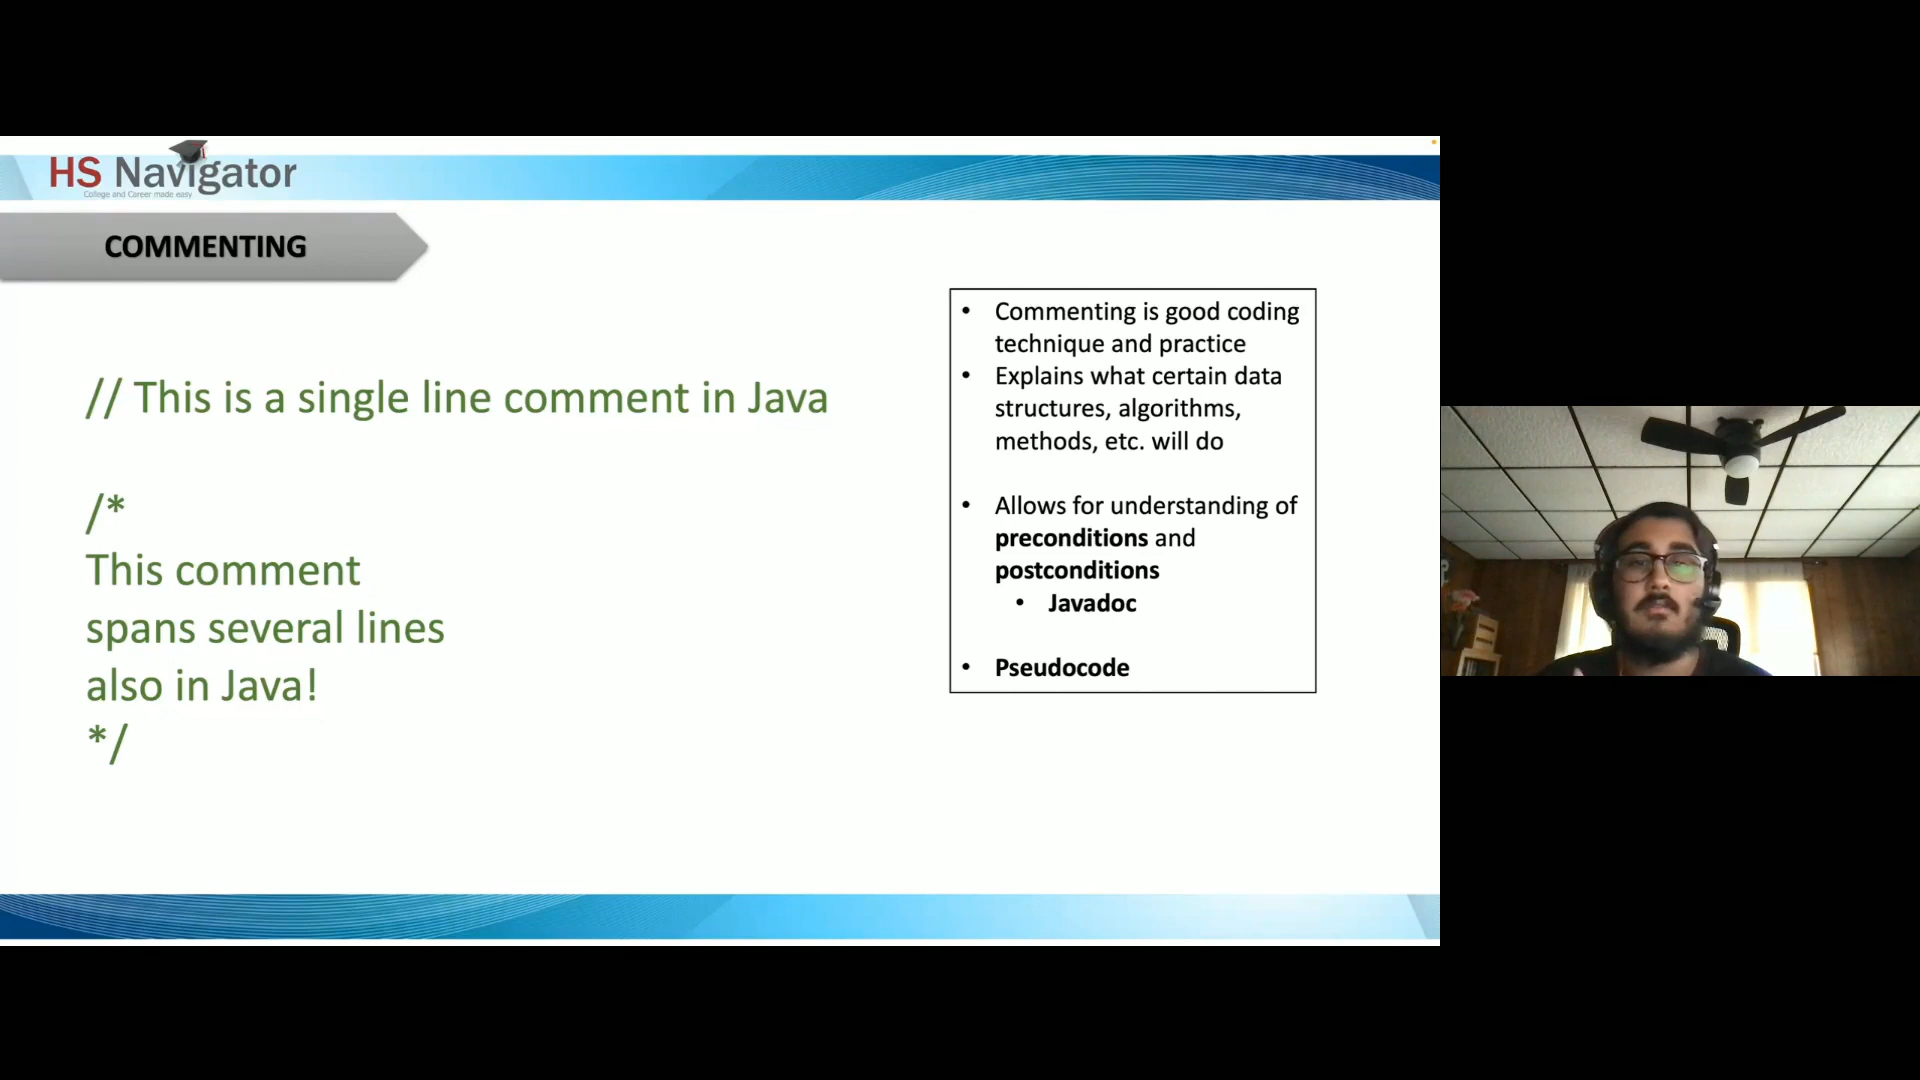 HS Navigator
College and Career made easy
COMMENTING
// This is a single line comment in Java
/*
This comment
spans several lines
also in Java!
*/
• Commenting is good coding
technique and practice
• Explains what certain data
structures, algorithms,
methods, etc. will do
• Allows for understanding of
preconditions and
postconditions
• Javadoc
• Pseudocode